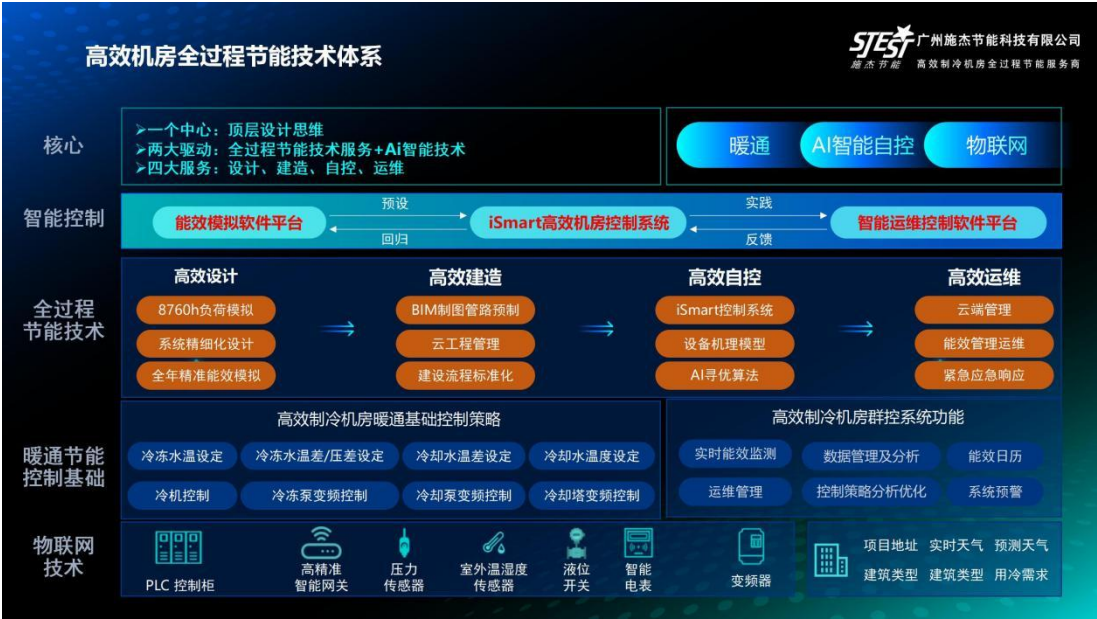 高效机房全过程节能技术体系
STEST
施杰节能
广州施杰节能科技有限公司
高效制冷机房全过程节能服务商
核心
➢一个中心：顶层设计思维
➢两大驱动：全过程节能技术服务+Ai智能技术
➢四大服务：设计、建造、自控、运维
暖通 AI智能自控 物联网
智能控制
能效模拟软件平台
预设
回归
iSmart高效机房控制系统
实践
反馈
智能运维控制软件平台
全过程
节能技术
高效设计
8760h负荷模拟
系统精细化设计
全年精准能效模拟
高效建造
BIM制图管路预制
云工程管理
建设流程标准化
高效自控
iSmart控制系统
设备机理模型
AI寻优算法
高效运维
云端管理
能效管理运维
紧急应急响应
暖通节能
控制基础
高效制冷机房暖通基础控制策略
冷冻水温设定 冷冻水温差/压差设定 冷却水温差设定 冷却水温度设定
冷机控制 冷冻泵变频控制 冷却泵变频控制 冷却塔变频控制
高效制冷机房群控系统功能
实时能效监测 数据管理及分析 能效日历
运维管理 控制策略分析优化 系统预警
物联网
技术
PLC 控制柜
高精准
智能网关
压力
传感器
室外温湿度
传感器
液位
开关
智能
电表
变频器
项目地址 实时天气 预测天气
建筑类型 建筑类型 用冷需求